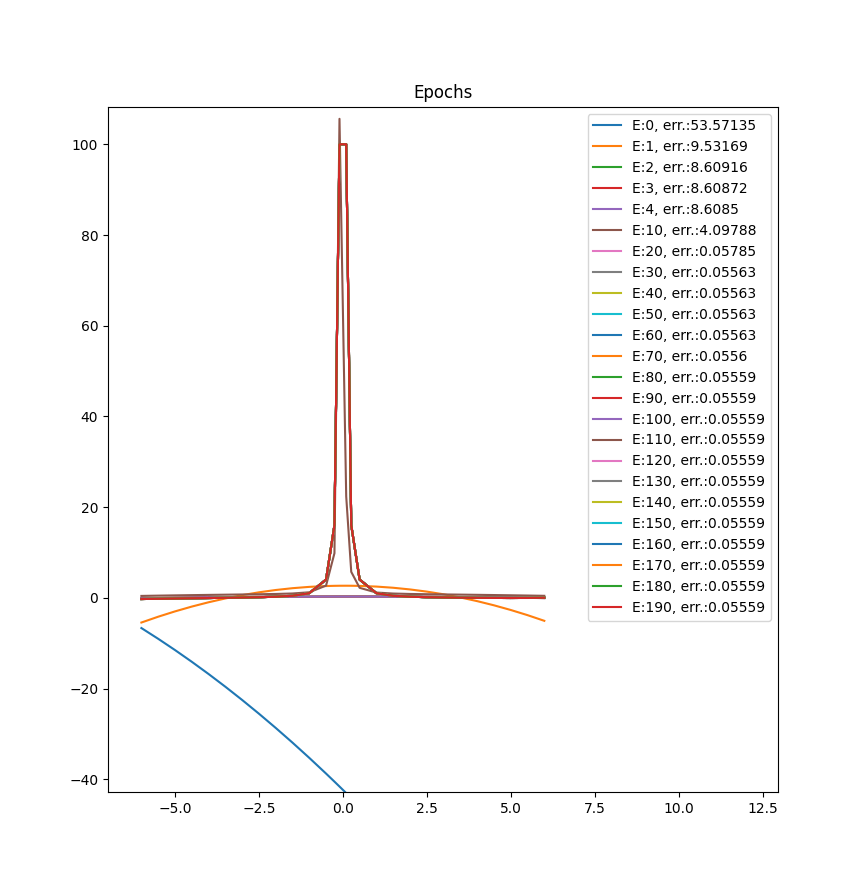 Epochs
E:0, err.:53.57135
E:1, err.:9.53169
E:2, err.:8.60916
E:3, err.:8.60872
E:4, err.:8.6085
E:10, err.:4.09788
E:20, err.:0.05785
E:30, err.:0.05563
E:40, err.:0.05563
E:50, err.:0.05563
E:60, err.:0.05563
E:70, err.:0.0556
E:80, err.:0.05559
E:90, err.:0.05559
E:100, err.:0.05559
E:110, err.:0.05559
E:120, err.:0.05559
E:130, err.:0.05559
E:140, err.:0.05559
E:150, err.:0.05559
E:160, err.:0.05559
E:170, err.:0.05559
E:180, err.:0.05559
E:190, err.:0.05559
100
80
60
40
20
0
−20
−40
−5.0 −2.5 0.0 2.5 5.0 7.5 10.0 12.5